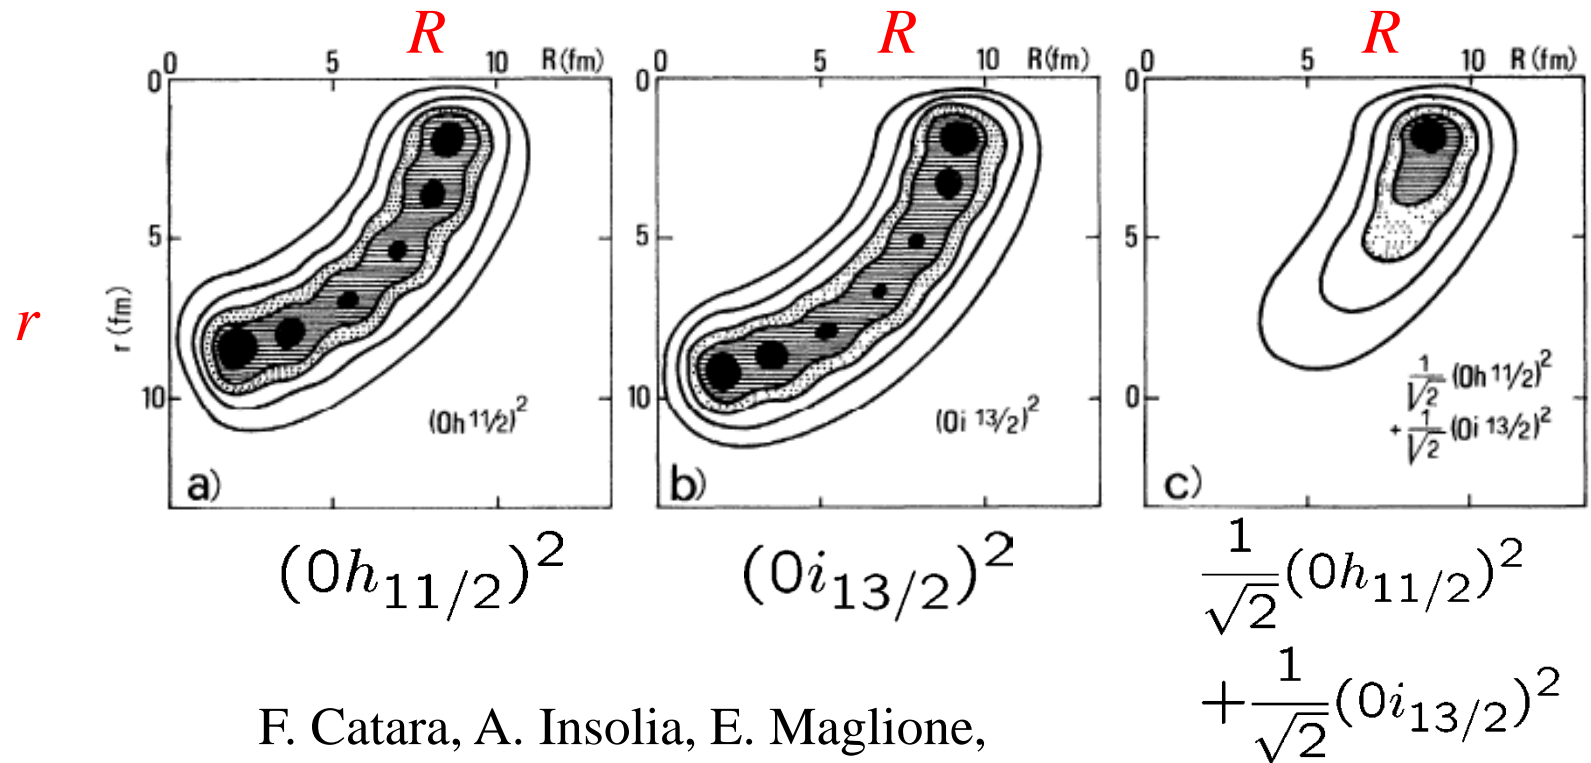 R R R
0 5 10 R (fm) 0 5 10 R (fm) 0 5 10 R (fm)
0 0 0
5 5 5
r r (fm)
10 10 0
(0h 11/2)² (0i 13/2)² 1/√2 (0h 11/2)²
+ 1/√2 (0i 13/2)²
a) b) c)
(0h₁₁/₂)² (0i₁₃/₂)² 1/√2 (0h₁₁/₂)²
+ 1/√2 (0i₁₃/₂)²
F. Catara, A. Insolia, E. Maglione,